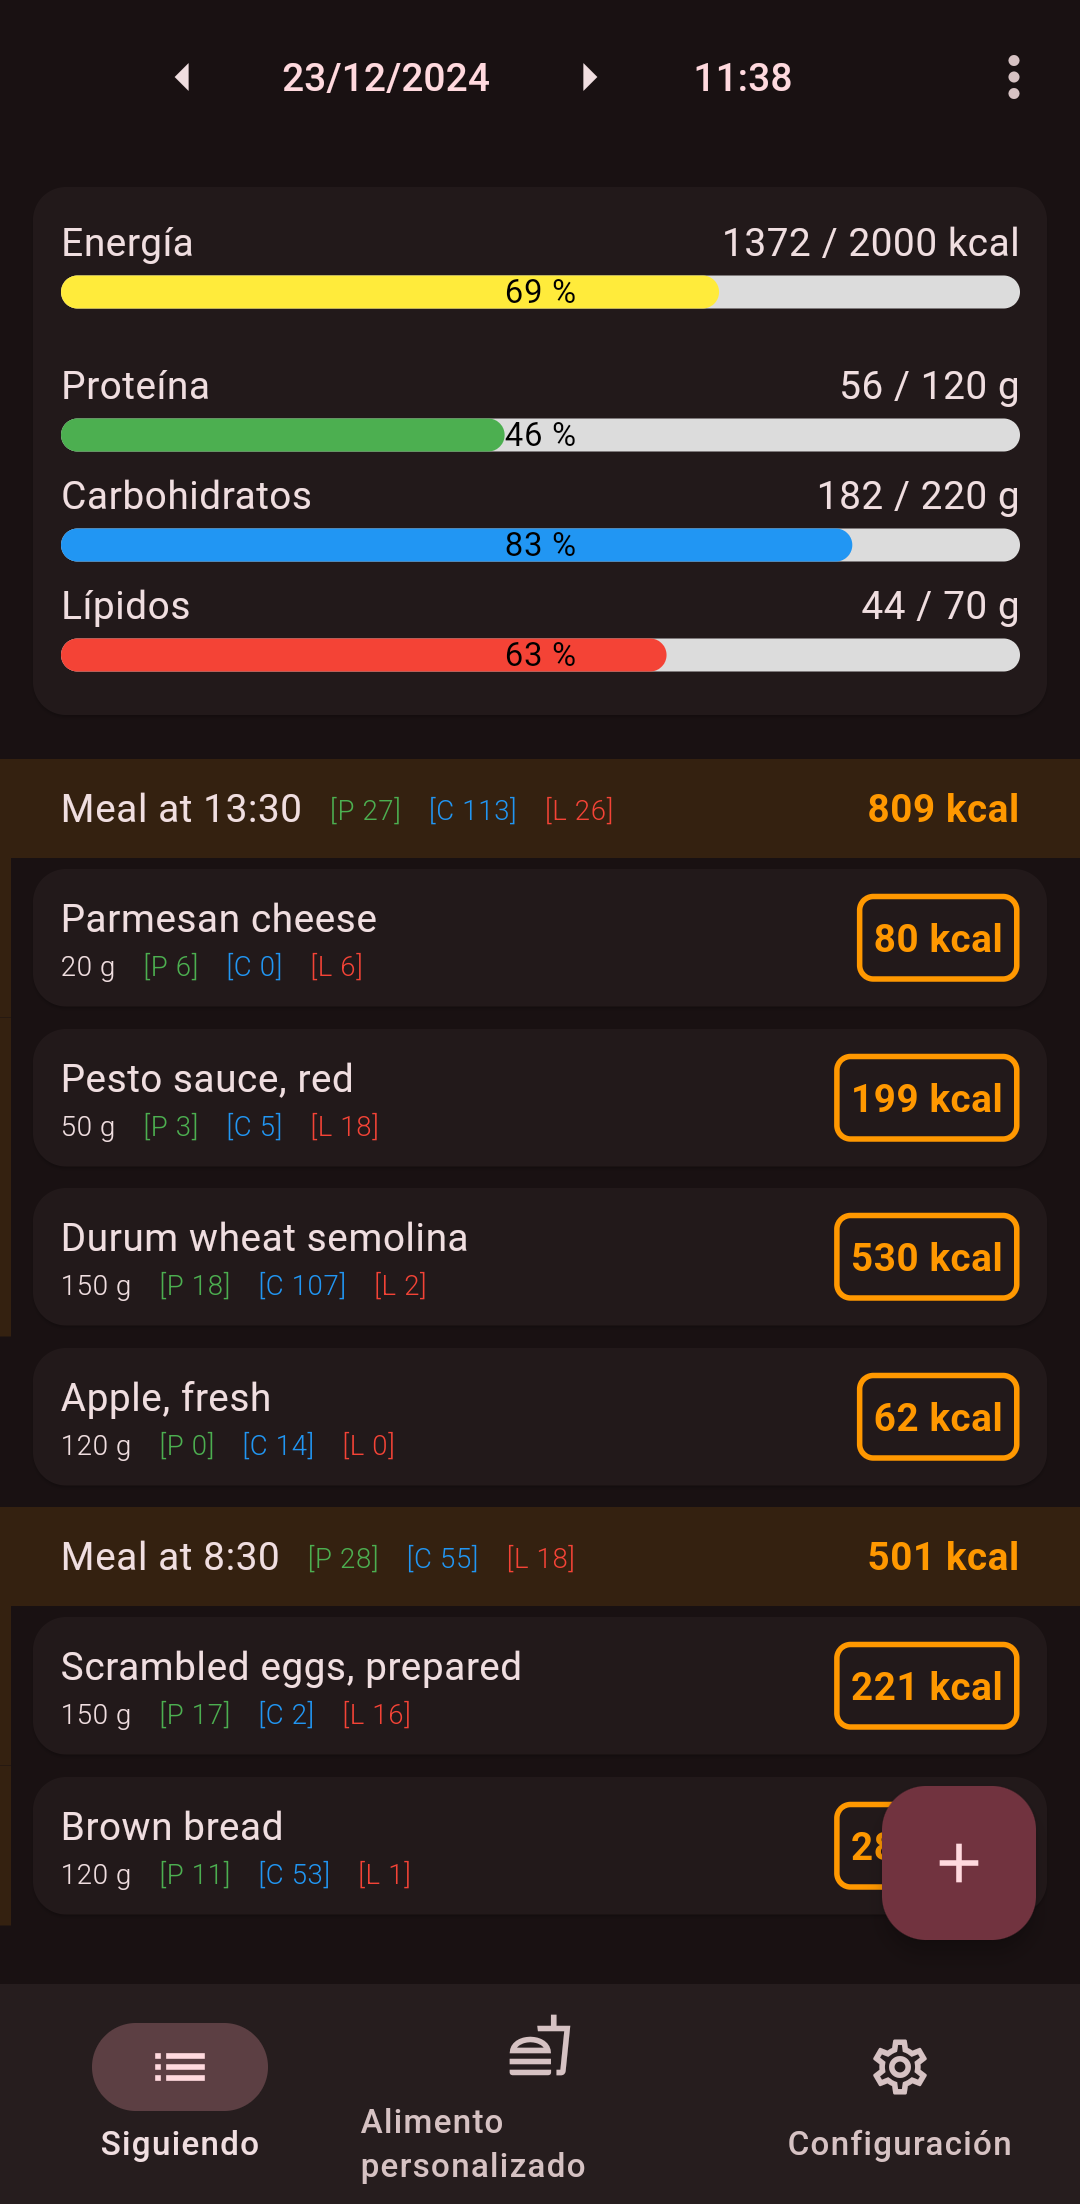 23/12/2024 11:38
Energía 1372 / 2000 kcal
69 %
Proteína 56 / 120 g
46 %
Carbohidratos 182 / 220 g
83 %
Lípidos 44 / 70 g
63 %
Meal at 13:30 [P 27] [C 113] [L 26] 809 kcal
Parmesan cheese
80 kcal
20 g [P 6] [C 0] [L 6]
Pesto sauce, red
199 kcal
50 g [P 3] [C 5] [L 18]
Durum wheat semolina
530 kcal
150 g [P 18] [C 107] [L 2]
Apple, fresh
62 kcal
120 g [P 0] [C 14] [L 0]
Meal at 8:30 [P 28] [C 55] [L 18] 501 kcal
Scrambled eggs, prepared
221 kcal
150 g [P 17] [C 2] [L 16]
Brown bread
120 g [P 11] [C 53] [L 1]
Siguiendo
Alimento
personalizado
Configuración